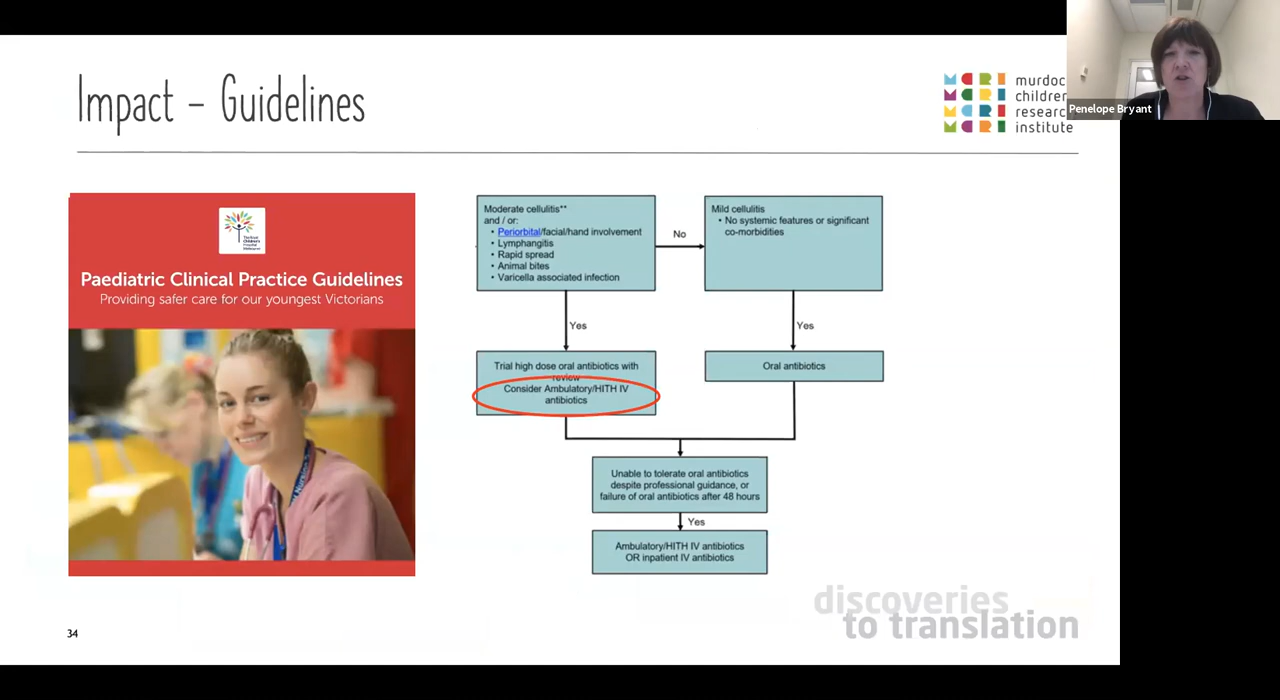 Impact – Guidelines
murdoc
children
researc
institute
Penelope Bryant
Paediatric Clinical Practice Guidelines
Providing safer care for our youngest Victorians
Moderate cellulitis**
and / or:
• Periorbital/facial/hand involvement
• Lymphangitis
• Rapid spread
• Animal bites
• Varicella associated infection
No
Mild cellulitis
• No systemic features or significant
co-morbidities
Yes
Yes
Trial high dose oral antibiotics with
review
Consider Ambulatory/HITH IV
antibiotics
Oral antibiotics
Unable to tolerate oral antibiotics
despite professional guidance, or
failure of oral antibiotics after 48 hours
Yes
Ambulatory/HITH IV antibiotics
OR inpatient IV antibiotics
discoveries
to translation
34